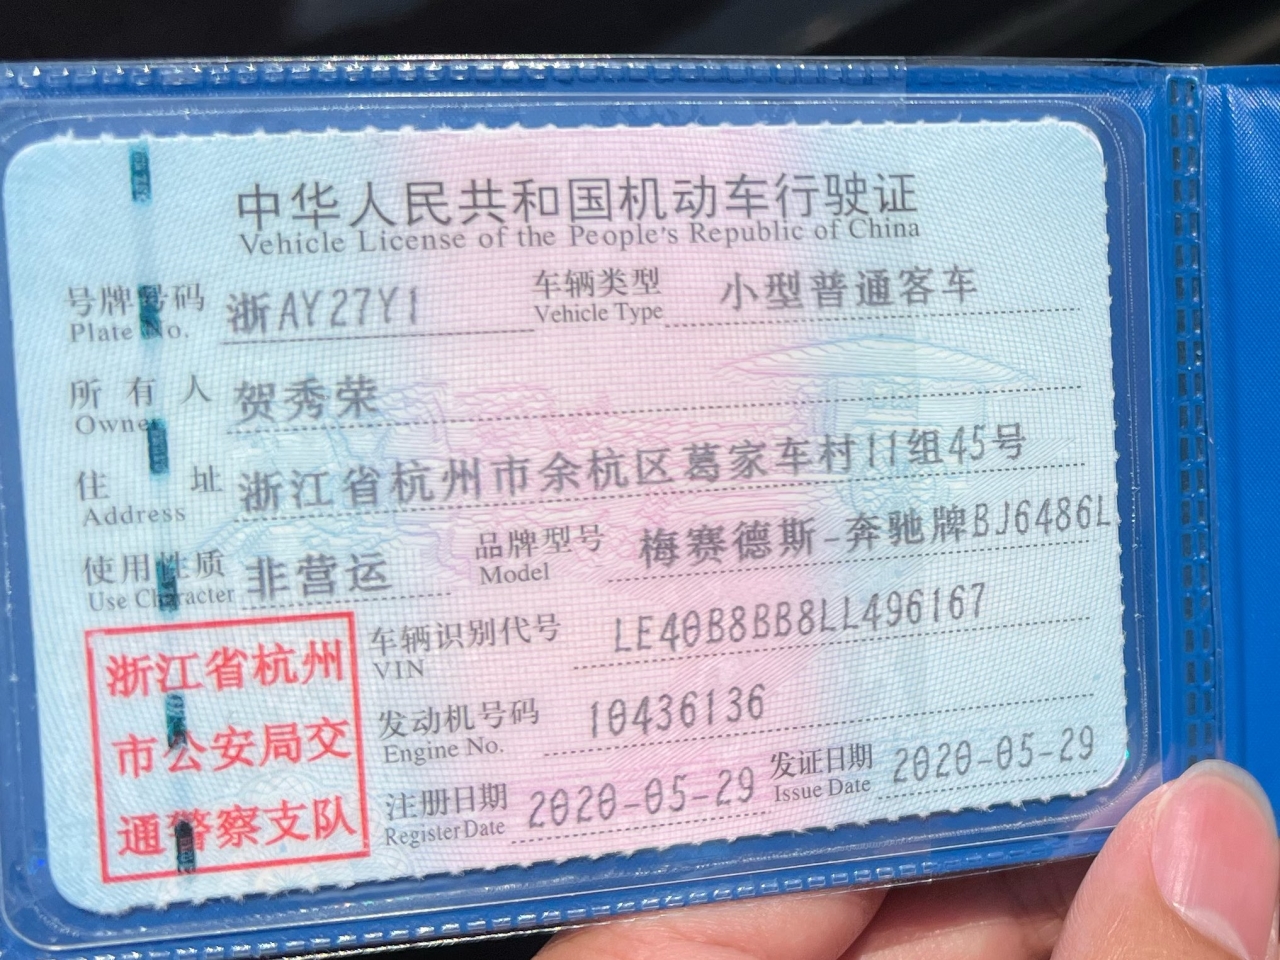 中华人民共和国机动车行驶证
Vehicle License of the People's Republic of China
号牌号码 浙AY27Y1 车辆类型 小型普通客车
Plate No. Vehicle Type
所有人 贺秀荣
Owner
住址 浙江省杭州市余杭区葛家车村11组45号
Address
使用性质 非营运 品牌型号 梅赛德斯-奔驰牌BJ6486L
Use Character Model
车辆识别代号 LE40B8BB8LL496167
VIN
发动机号码 10436136
Engine No.
注册日期 2020-05-29 发证日期 2020-05-29
Register Date Issue Date
浙江省杭州
市公安局交
通警察支队